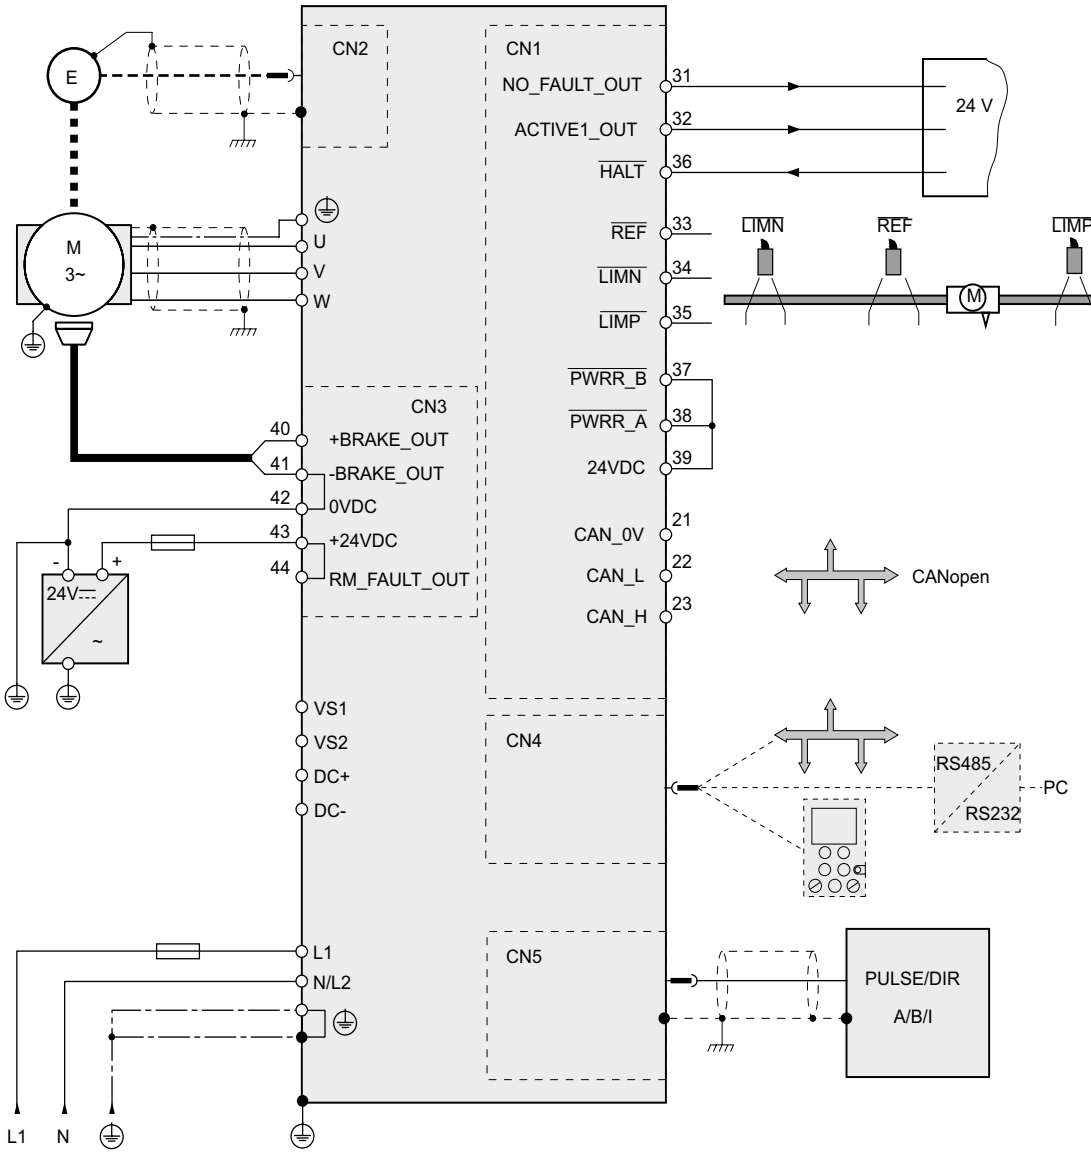 E
M
3~
24V
-
+
~
L1
N
CN2
U
V
W
CN3
40
+BRAKE_OUT
41
-BRAKE_OUT
42
0VDC
43
+24VDC
44
RM_FAULT_OUT
VS1
VS2
DC+
DC-
L1
N/L2
CN1
NO_FAULT_OUT
31
ACTIVE1_OUT
32
HALT
36
REF
33
LIMN
34
LIMP
35
PWRR_B
37
PWRR_A
38
24VDC
39
CAN_0V
21
CAN_L
22
CAN_H
23
CN4
CN5
24 V
LIMN
REF
LIMP
M
CANopen
RS485
RS232
PC
PULSE/DIR
A/B/I